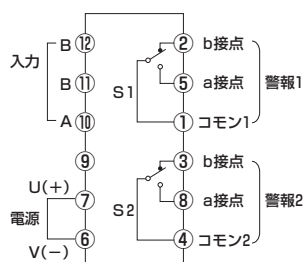 B ⑫
入力
B ⑪
A ⑩
⑨
U(+) ⑦
電源
V(−) ⑥
S1
② b接点
⑤ a接点
① コモン1
警報1
S2
③ b接点
⑧ a接点
④ コモン2
警報2